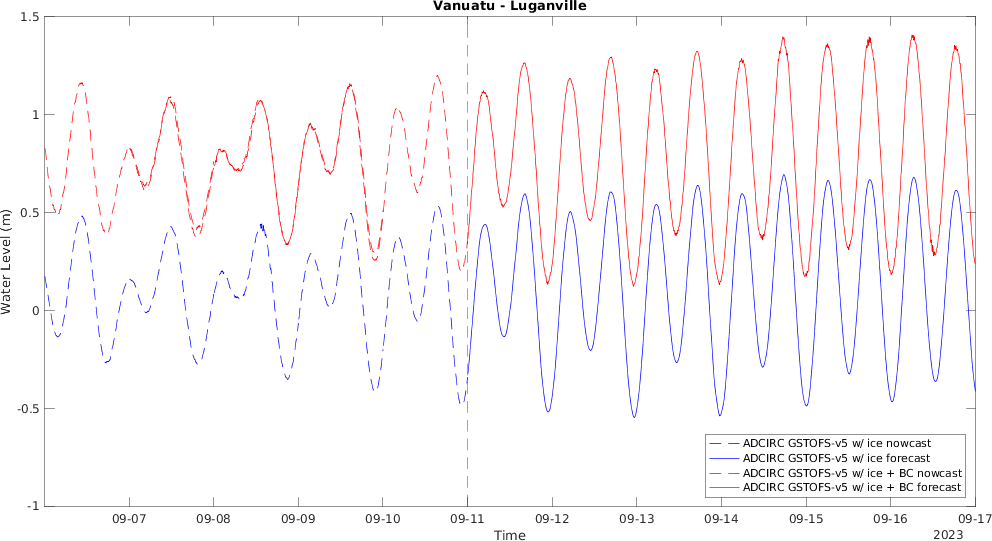 Vanuatu - Luganville
1.5
1
0.5
0
-0.5
-1
Water Level (m)
ADCIRC GSTOFS-v5 w/ ice nowcast
ADCIRC GSTOFS-v5 w/ ice forecast
ADCIRC GSTOFS-v5 w/ ice + BC nowcast
ADCIRC GSTOFS-v5 w/ ice + BC forecast
09-07 09-08 09-09 09-10 09-11 09-12 09-13 09-14 09-15 09-16 09-17
Time
2023